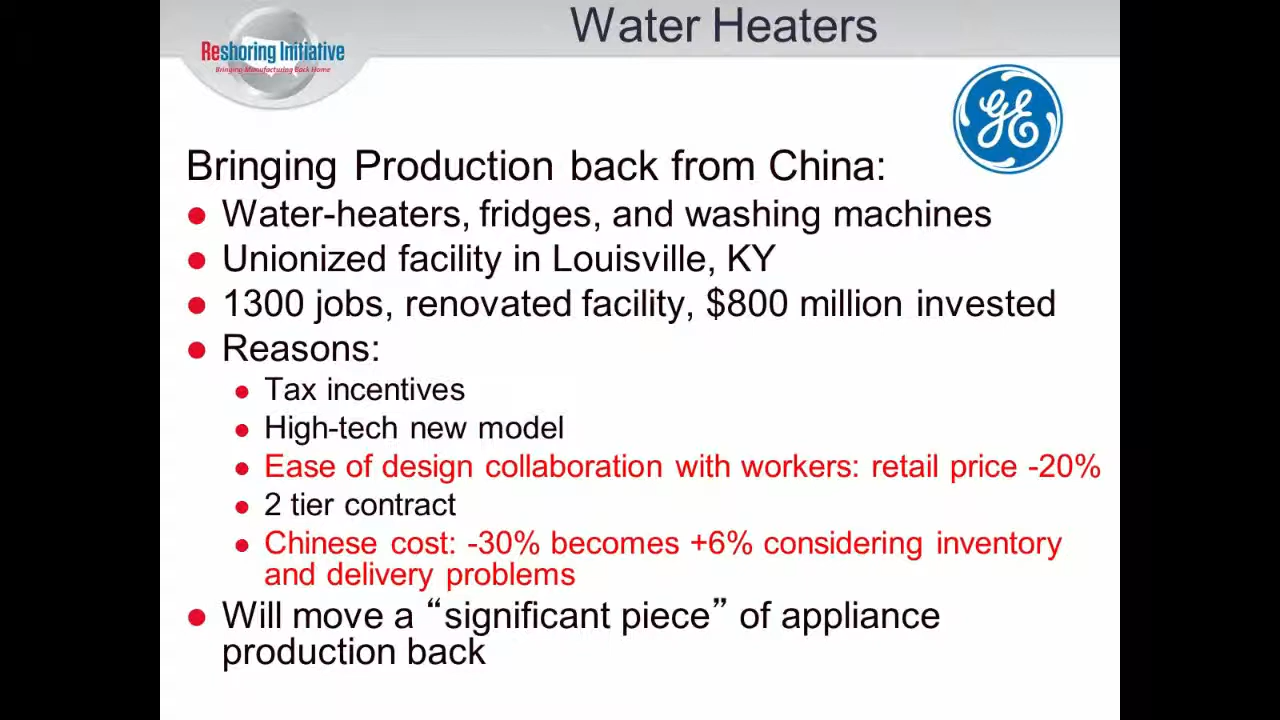 Water Heaters
Reshoring Initiative
Bringing Manufacturing Back Home
GE
Bringing Production back from China:
● Water-heaters, fridges, and washing machines
● Unionized facility in Louisville, KY
● 1300 jobs, renovated facility, $800 million invested
● Reasons:
● Tax incentives
● High-tech new model
● Ease of design collaboration with workers: retail price -20%
● 2 tier contract
● Chinese cost: -30% becomes +6% considering inventory
and delivery problems
● Will move a “significant piece” of appliance
production back